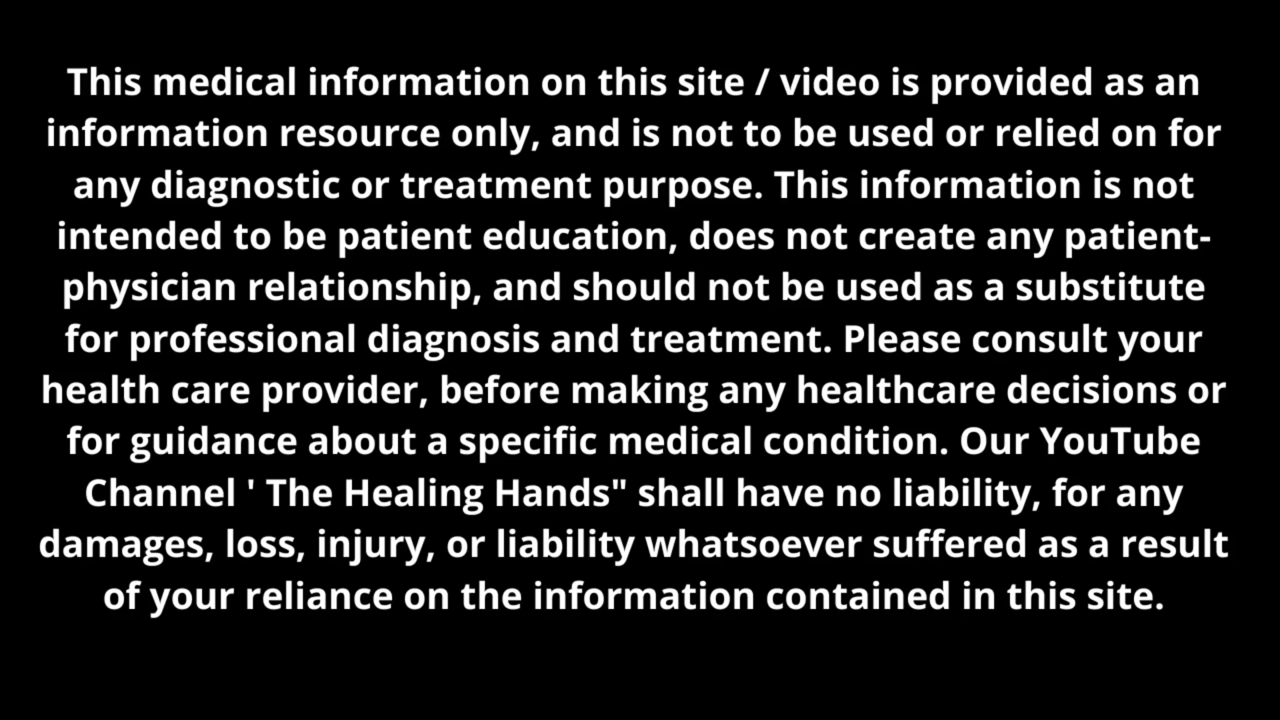 This medical information on this site / video is provided as an
information resource only, and is not to be used or relied on for
any diagnostic or treatment purpose. This information is not
intended to be patient education, does not create any patient-
physician relationship, and should not be used as a substitute
for professional diagnosis and treatment. Please consult your
health care provider, before making any healthcare decisions or
for guidance about a specific medical condition. Our YouTube
Channel ' The Healing Hands" shall have no liability, for any
damages, loss, injury, or liability whatsoever suffered as a result
of your reliance on the information contained in this site.